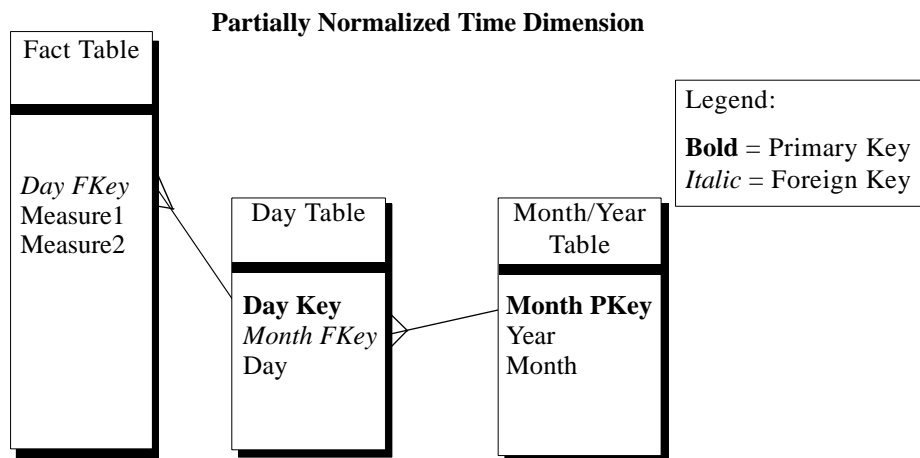 Partially Normalized Time Dimension
Fact Table
Day FKey
Measure1
Measure2
Day Table
Day Key
Month FKey
Day
Month/Year
Table
Month PKey
Year
Month
Legend:
Bold = Primary Key
Italic = Foreign Key